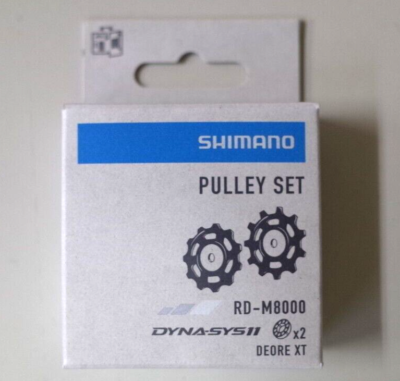 SHIMANO
PULLEY SET
RD-M8000
DYNA-SYS11
x2
DEORE XT